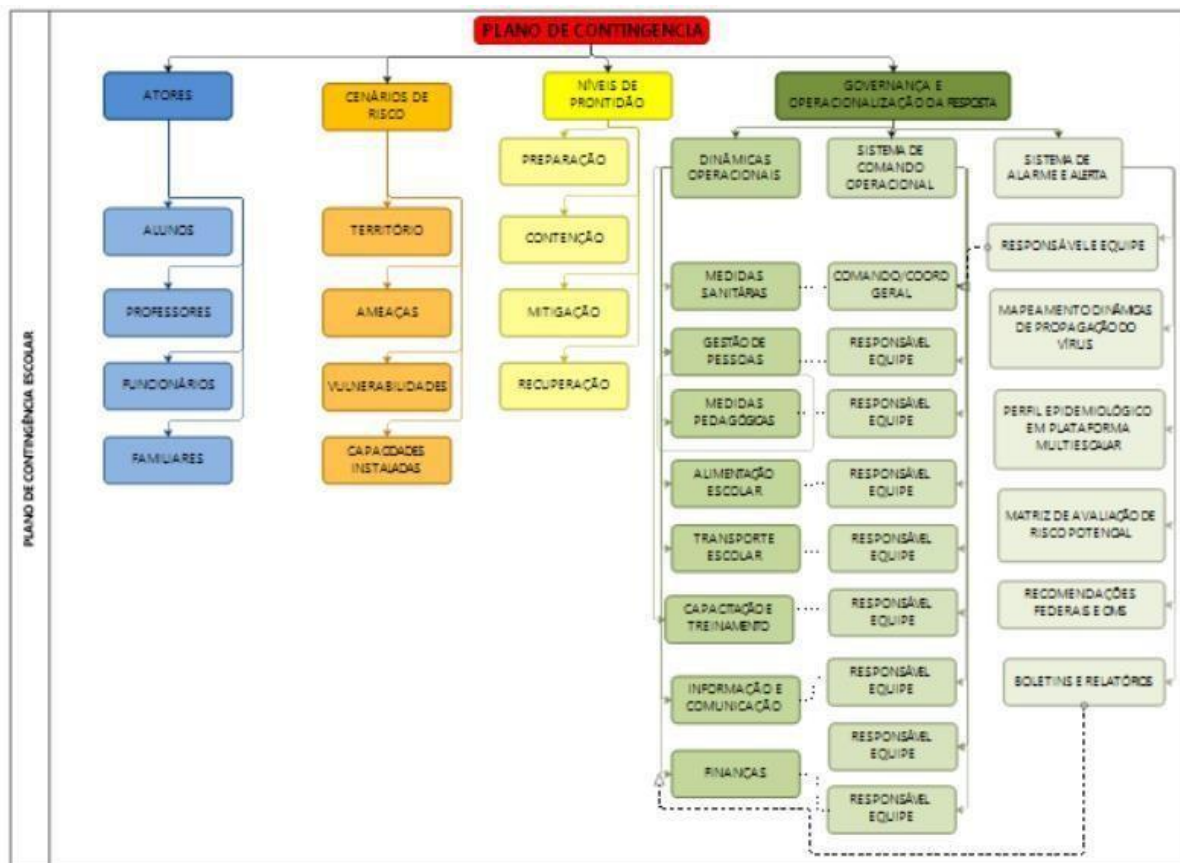 PLANO DE CONTINGÊNCIA
ATORES
CENÁRIOS DE
RISCO
NÍVEIS DE
PRONTIDÃO
GOVERNANÇA E
OPERACIONALIZAÇÃO DA RESPOSTA
ALUNOS
PROFESSORES
FUNCIONÁRIOS
FAMILIARES
TERRITÓRIO
AMEAÇAS
VULNERABILIDADES
CAPACIDADES
INSTALADAS
PREPARAÇÃO
CONTENÇÃO
MITIGAÇÃO
RECUPERAÇÃO
DINÂMICAS
OPERACIONAIS
MEDIDAS
SANITÁRIAS
GESTÃO DE
PESSOAS
MEDIDAS
PEDAGÓGICAS
ALIMENTAÇÃO
ESCOLAR
TRANSPORTE
ESCOLAR
CAPACITAÇÃO E
TREINAMENTO
INFORMAÇÃO E
COMUNICAÇÃO
FINANÇAS
SISTEMA DE
COMANDO
OPERACIONAL
COMANDO/COORD
GERAL
RESPONSÁVEL
EQUIPE
RESPONSÁVEL
EQUIPE
RESPONSÁVEL
EQUIPE
RESPONSÁVEL
EQUIPE
RESPONSÁVEL
EQUIPE
RESPONSÁVEL
EQUIPE
RESPONSÁVEL
EQUIPE
RESPONSÁVEL
EQUIPE
SISTEMA DE
ALARME E ALERTA
RESPONSÁVEL E EQUIPE
MAPEAMENTO DINÂMICAS
DE PROPAGAÇÃO DO
VÍRUS
PERFIL EPIDEMIOLÓGICO
EM PLATAFORMA
MULTIESCALAR
MATRIZ DE AVALIAÇÃO DE
RISCO POTENCIAL
RECOMENDAÇÕES
FEDERAIS E OMS
BOLETINS E RELATÓRIOS
PLANO DE CONTINGÊNCIA ESCOLAR